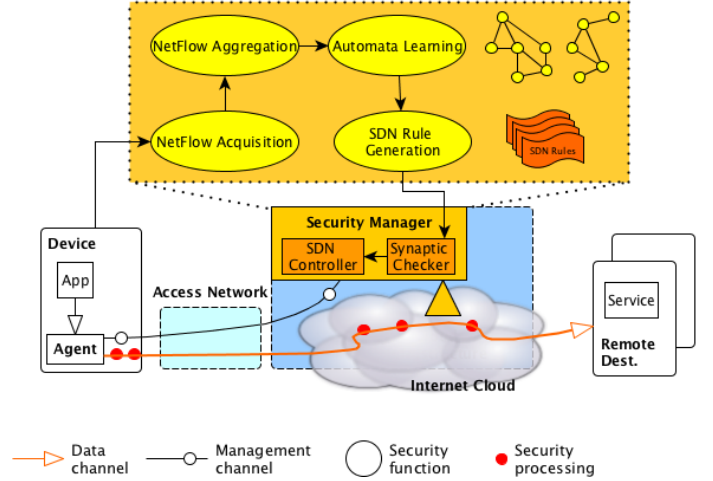 NetFlow Aggregation
Automata Learning
NetFlow Acquisition
SDN Rule
Generation
SDN Rules
Security Manager
SDN
Controller
Synaptic
Checker
Device
App
Agent
Access Network
Internet Cloud
Service
Remote
Dest.
Data
channel
Management
channel
Security
function
Security
processing